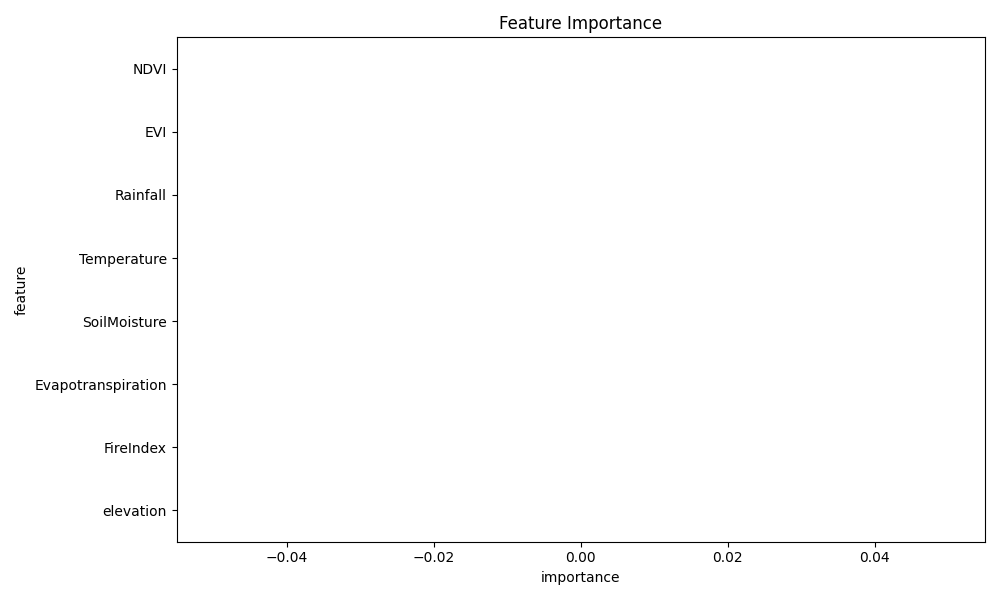 Feature Importance
NDVI
EVI
Rainfall
Temperature
SoilMoisture
Evapotranspiration
FireIndex
elevation
feature
−0.04
−0.02
0.00
0.02
0.04
importance